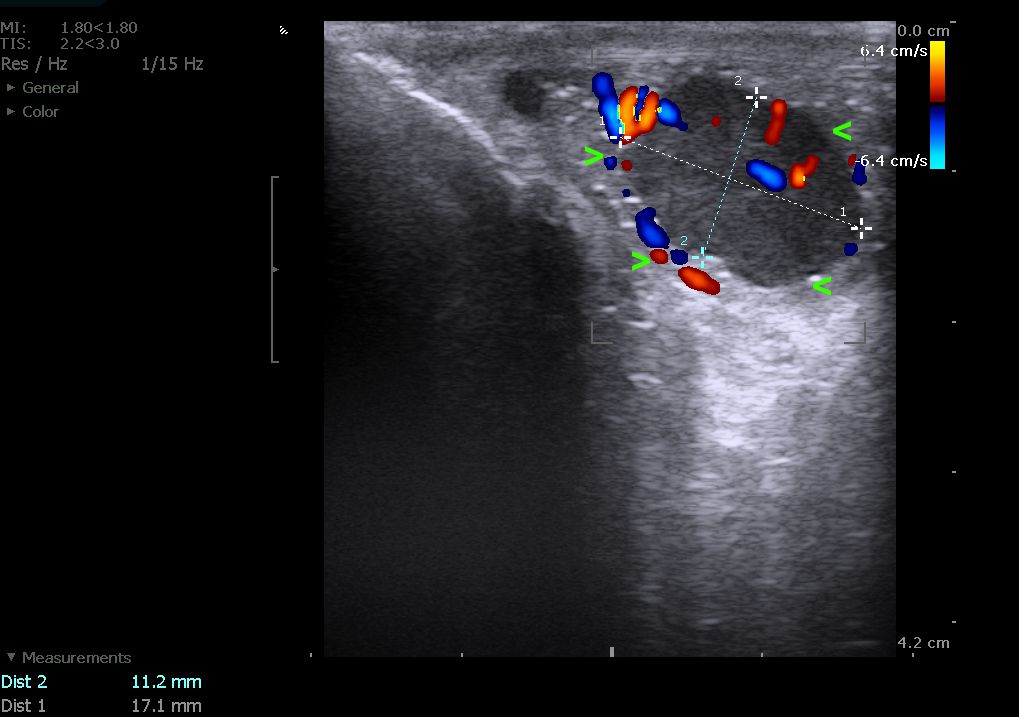 MI: 1.80<1.80
TIS: 2.2<3.0
Res / Hz 1/15 Hz
General
Color
0.0 cm
6.4 cm/s
-6.4 cm/s
2
1
1
2
4.2 cm
Measurements
Dist 2 11.2 mm
Dist 1 17.1 mm